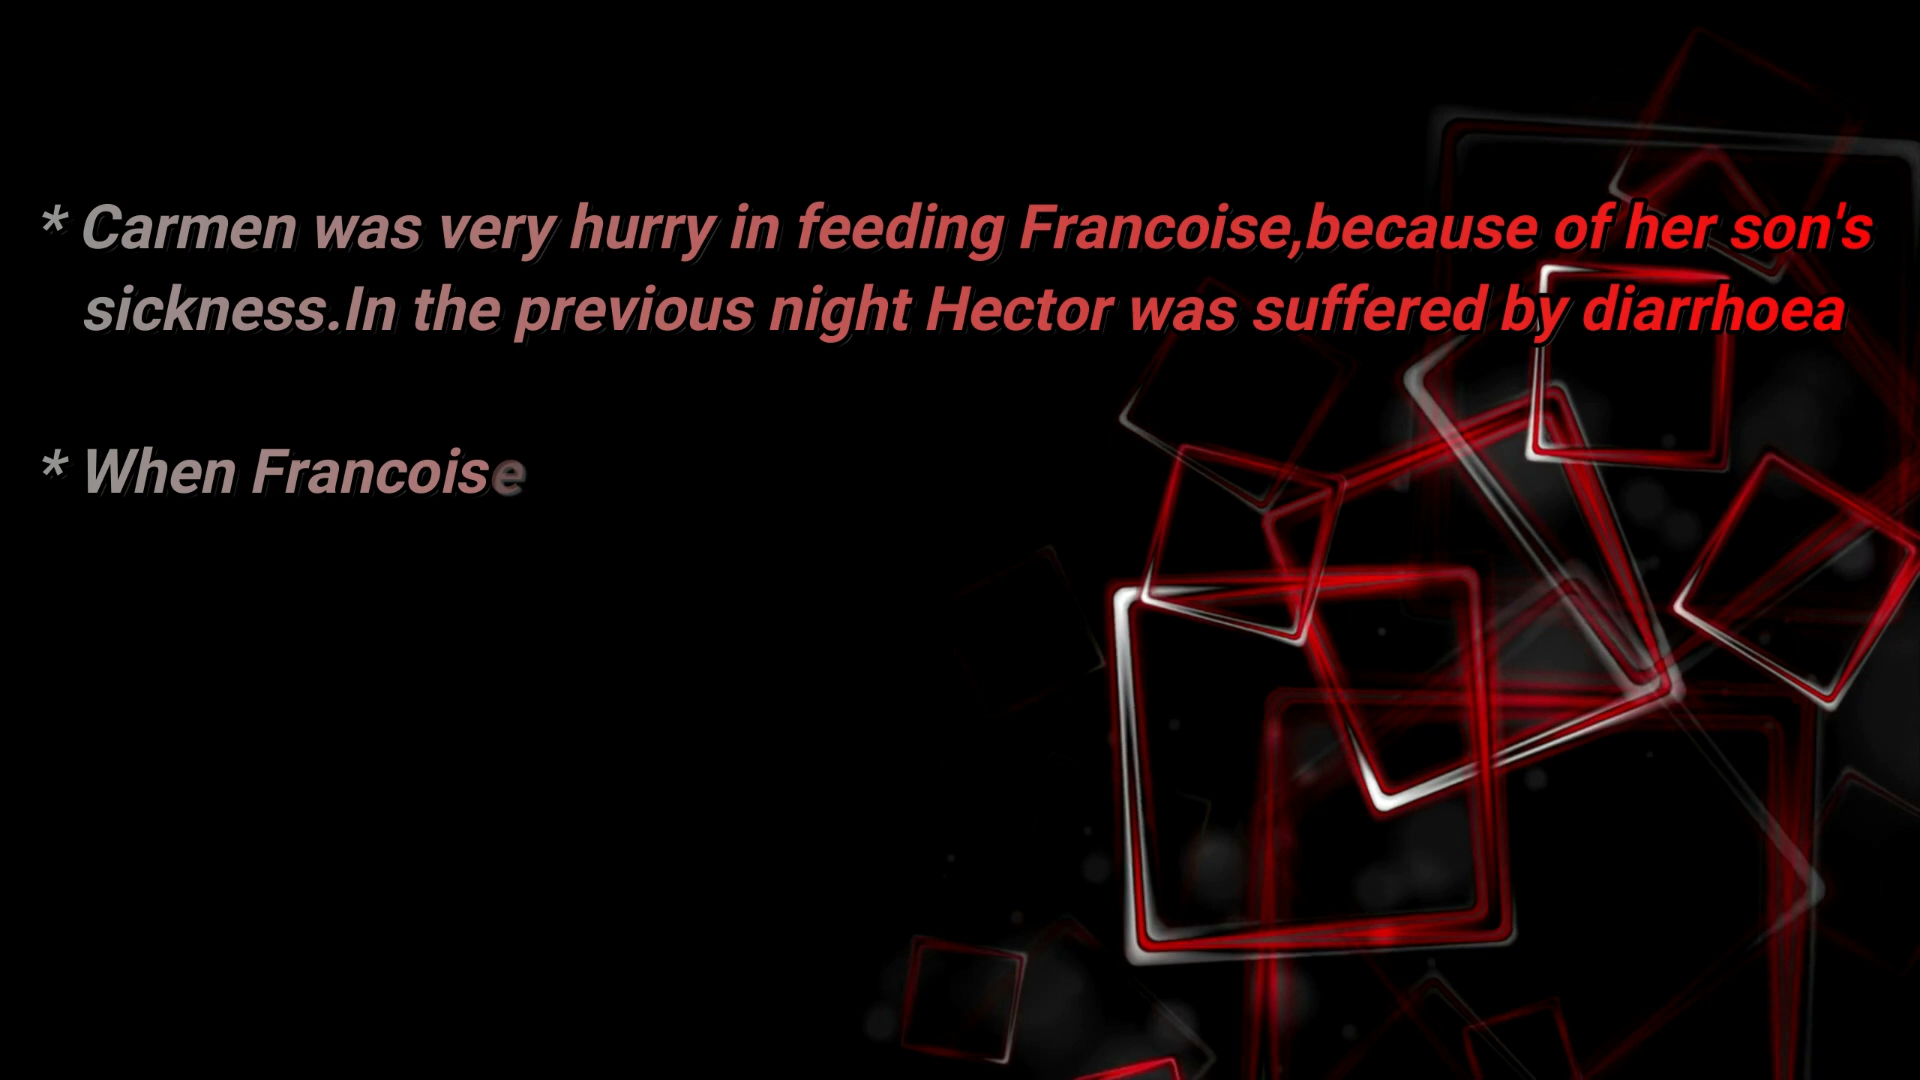 * Carmen was very hurry in feeding Francoise,because of her son's
sickness.In the previous night Hector was suffered by diarrhoea
* When Francoise